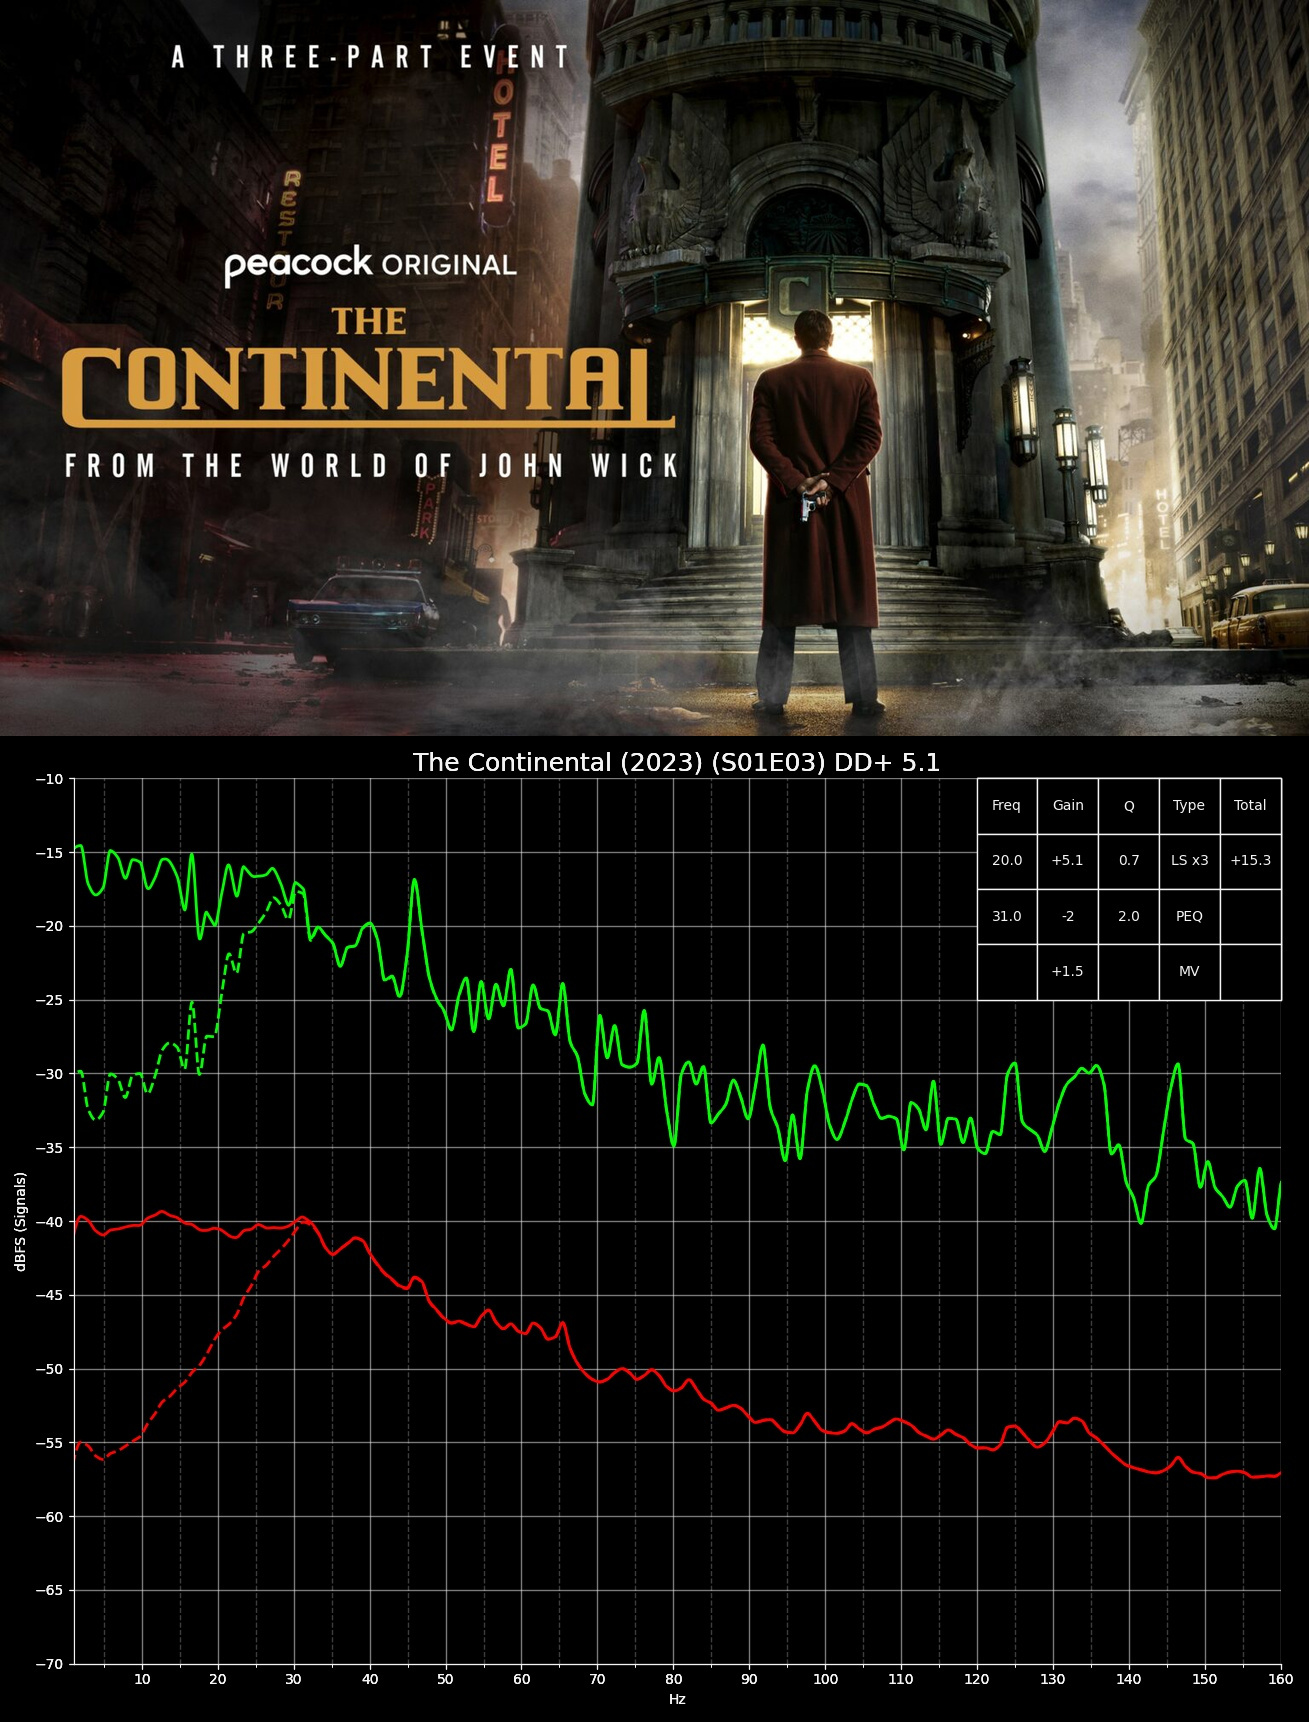 A THREE-PART EVENT
HOTEL
RESTOR
peacock ORIGINAL
THE
CONTINENTAL
FROM THE WORLD OF JOHN WICK
C
PARK
HOTEL
The Continental (2023) (S01E03) DD+ 5.1
Freq Gain Q Type Total
20.0 +5.1 0.7 LS x3 +15.3
31.0 -2 2.0 PEQ
+1.5 MV
dBFS (Signals)
−10
−15
−20
−25
−30
−35
−40
−45
−50
−55
−60
−65
−70
10 20 30 40 50 60 70 80 90 100 110 120 130 140 150 160
Hz